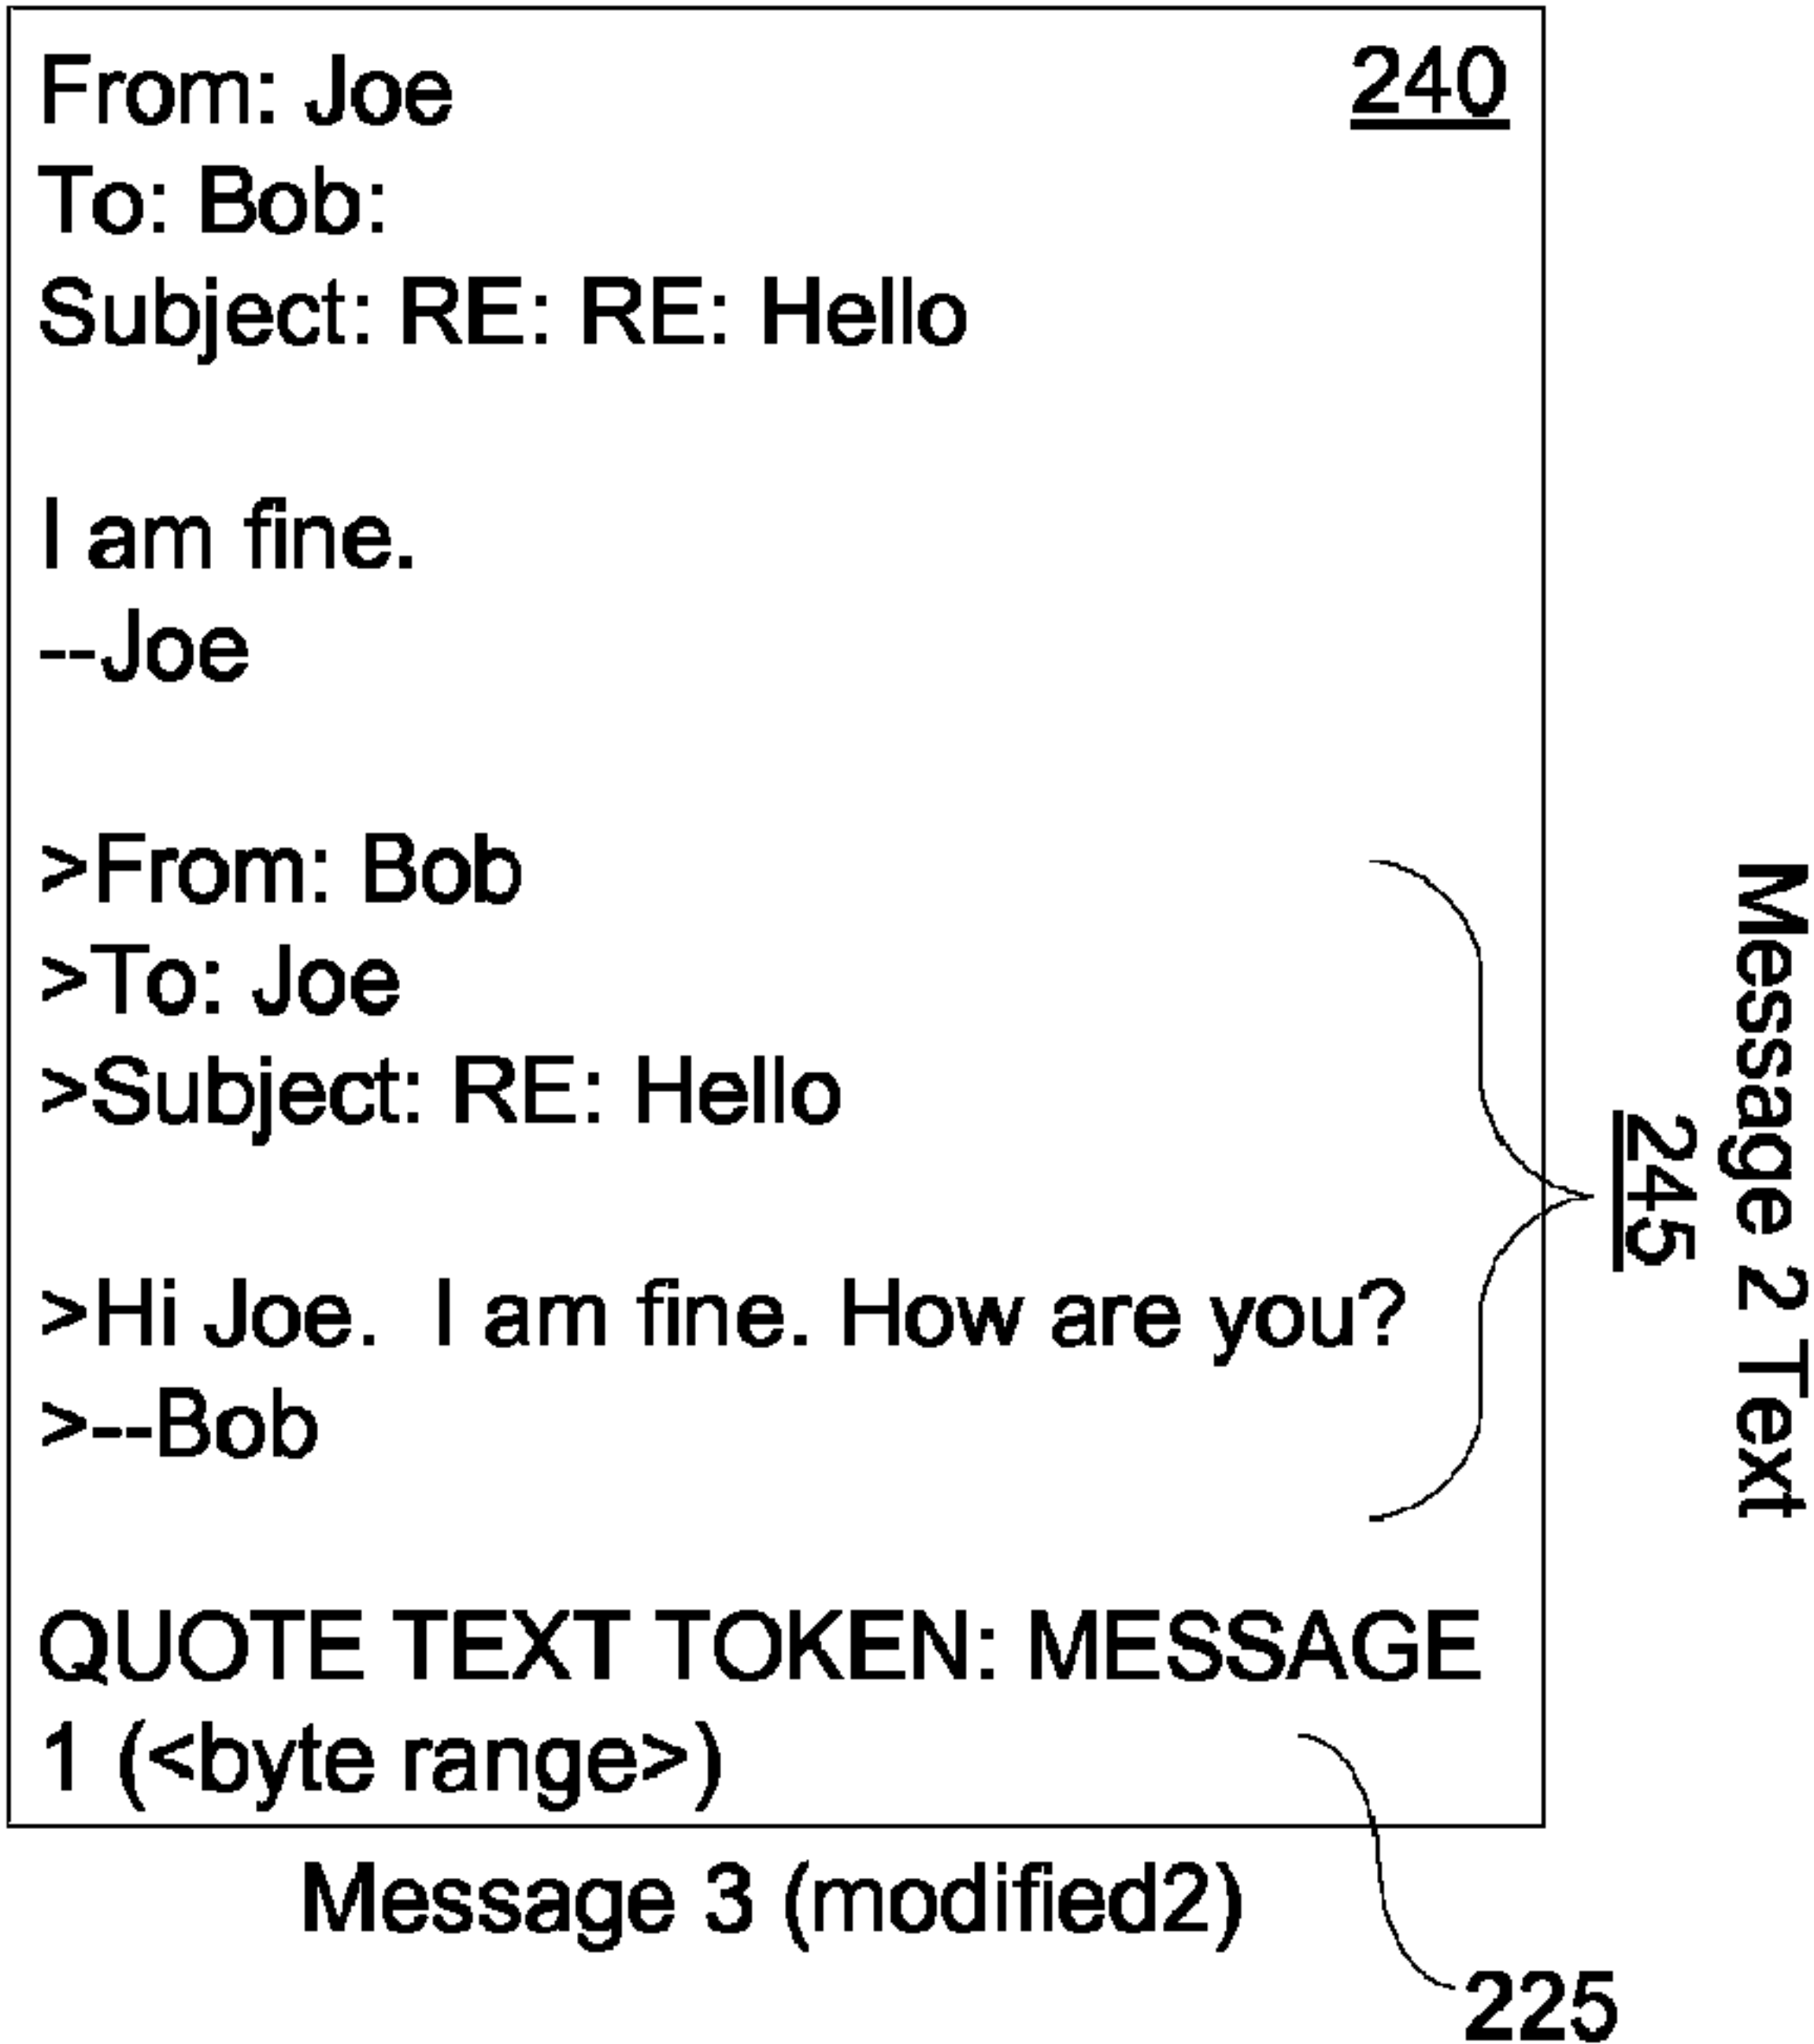 From: Joe
240
To: Bob:
Subject: RE: RE: Hello
I am fine.
--Joe
>From: Bob
>To: Joe
>Subject: RE: Hello
>Hi Joe.  I am fine. How are you?
>--Bob
QUOTE TEXT TOKEN: MESSAGE
1 (<byte range>)
Message 2 Text
245
Message 3 (modified2)
225